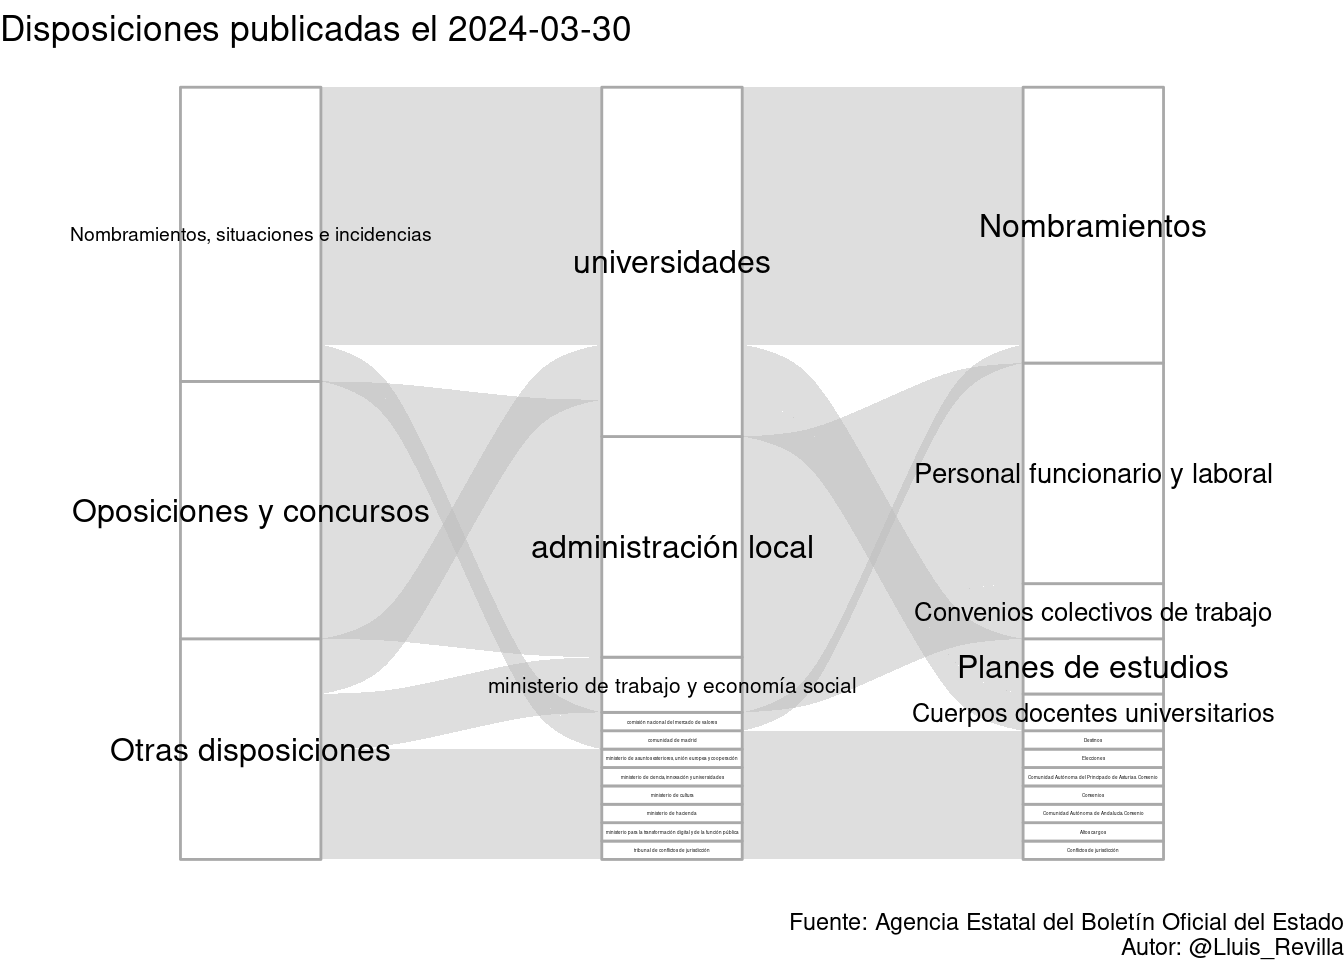 Disposiciones publicadas el 2024-03-30
Nombramientos, situaciones e incidencias
Oposiciones y concursos
Otras disposiciones
universidades
administración local
ministerio de trabajo y economía social
comisión nacional del mercado de valores
comunidad de madrid
ministerio de asuntos exteriores, unión europea y cooperación
ministerio de ciencia, innovación y universidades
ministerio de cultura
ministerio de hacienda
ministerio para la transformación digital y de la función pública
tribunal de conflictos de jurisdicción
Nombramientos
Personal funcionario y laboral
Convenios colectivos de trabajo
Planes de estudios
Cuerpos docentes universitarios
Destinos
Elecciones
Comunidad Autónoma del Principado de Asturias. Convenio
Convenios
Comunidad Autónoma de Andalucía. Convenio
Altos cargos
Conflictos de jurisdicción
Fuente: Agencia Estatal del Boletín Oficial del Estado
Autor: @Lluis_Revilla